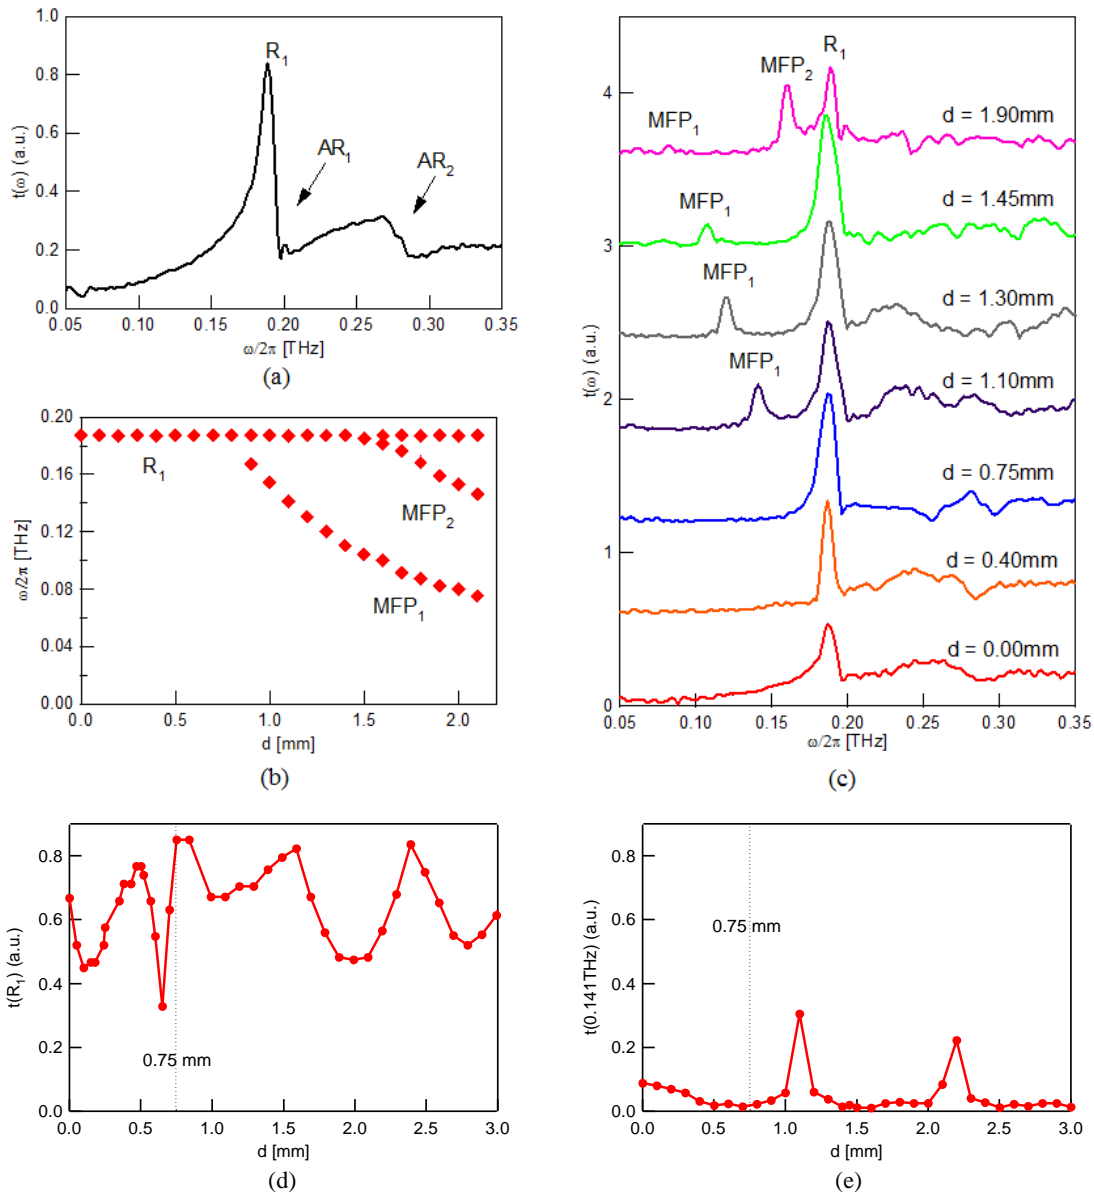 1.0
0.8
0.6
0.4
0.2
0.0
t(ω) (a.u.)
R1
AR1
AR2
0.05 0.10 0.15 0.20 0.25 0.30 0.35
ω/2π [THz]
(a)
0.20
0.16
0.12
0.08
0.04
0.00
ω/2π [THz]
R1
MFP2
MFP1
0.0 0.5 1.0 1.5 2.0
d [mm]
(b)
4
3
2
1
0
t(ω) (a.u.)
R1
MFP2
MFP1
d = 1.90mm
MFP1
d = 1.45mm
MFP1
d = 1.30mm
MFP1
d = 1.10mm
d = 0.75mm
d = 0.40mm
d = 0.00mm
0.05 0.10 0.15 0.20 0.25 0.30 0.35
ω/2π [THz]
(c)
0.8
0.6
0.4
0.2
0.0
t(R1) (a.u.)
0.75 mm
0.0 0.5 1.0 1.5 2.0 2.5 3.0
d [mm]
(d)
0.8
0.6
0.4
0.2
0.0
t(0.141THz) (a.u.)
0.75 mm
0.0 0.5 1.0 1.5 2.0 2.5 3.0
d [mm]
(e)